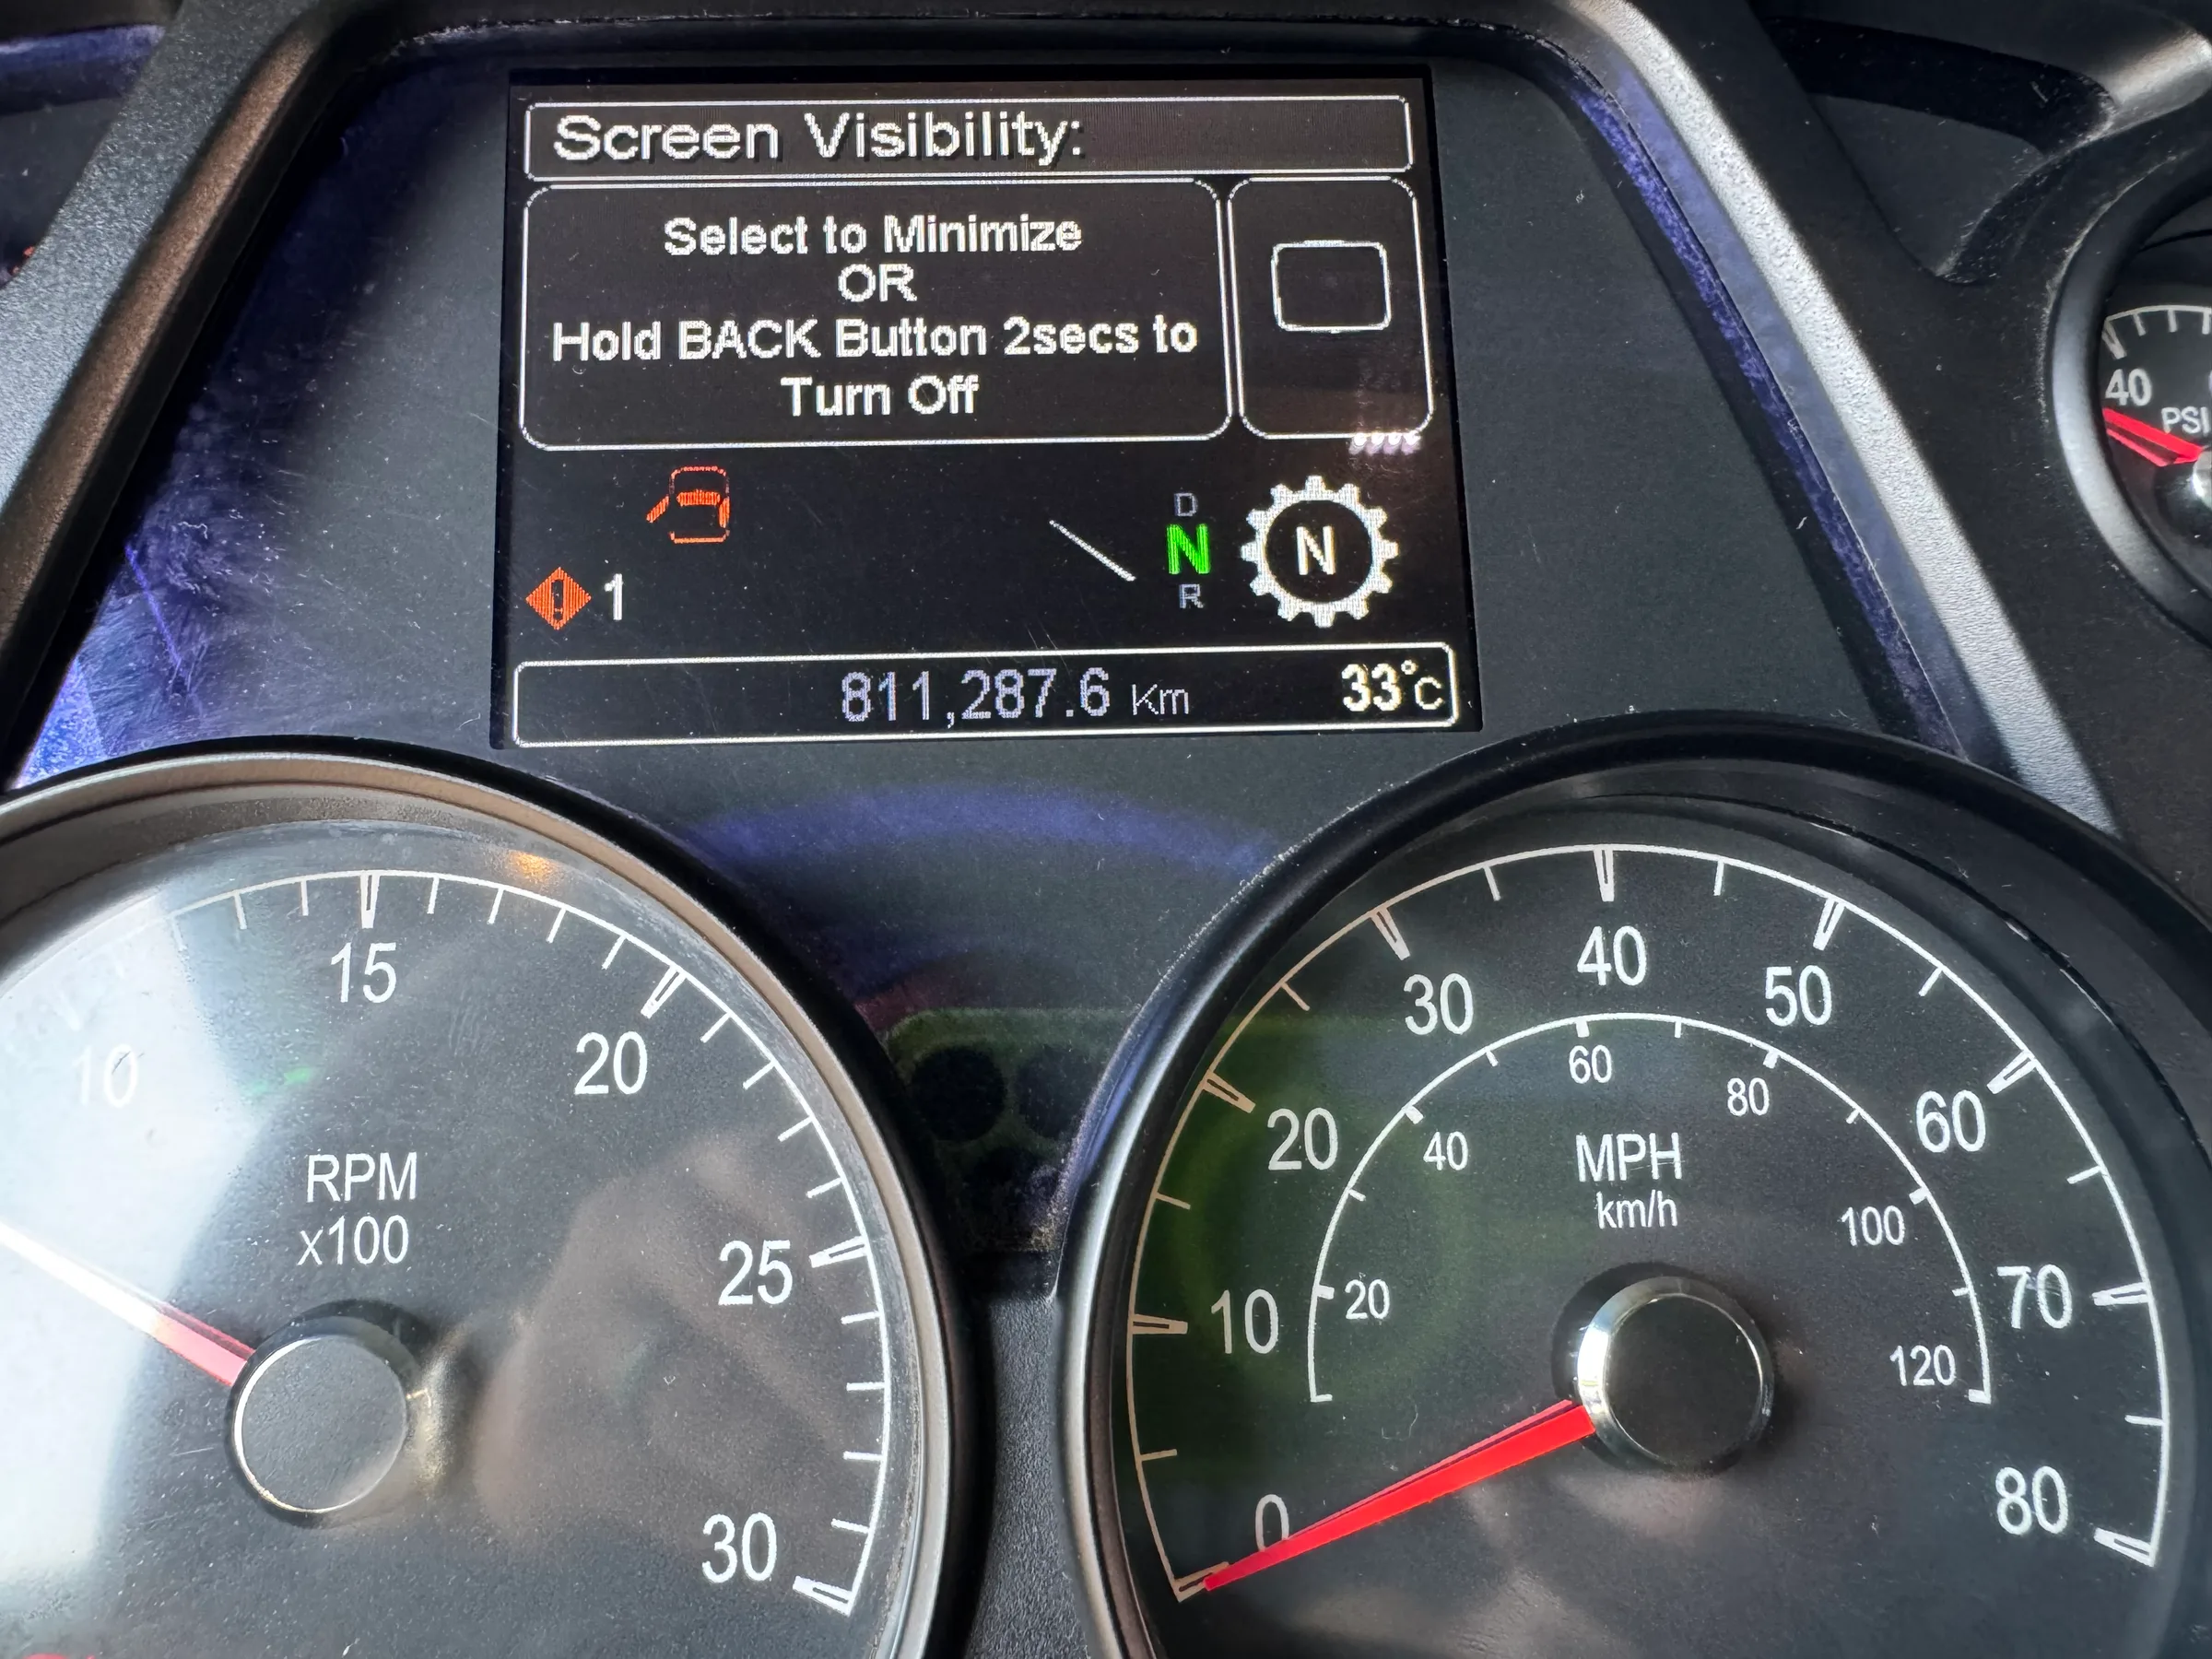 Screen Visibility:
Select to Minimize
OR
Hold BACK Button 2secs to
Turn Off
D
N
R
N
! 1
811,287.6 Km 33°C
40
PSI
10
15
20
25
30
RPM
x100
0
10
20
30
40
50
60
70
80
MPH
km/h
20
40
60
80
100
120